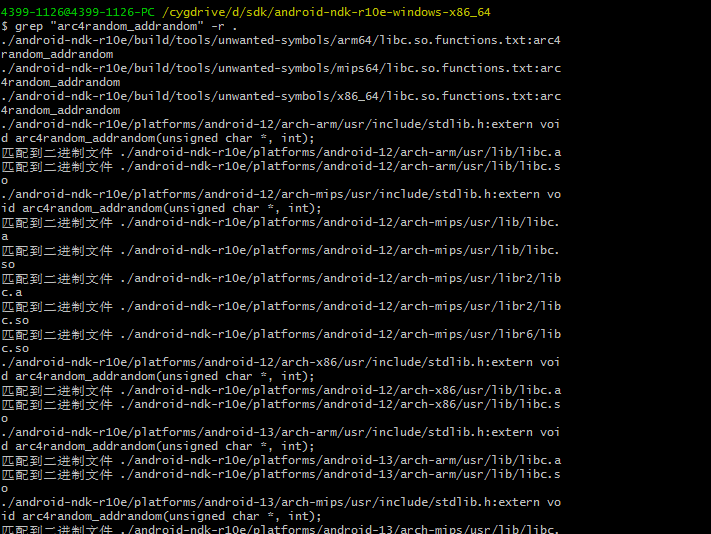 4399-1126@4399-1126-PC /cygdrive/d/sdk/android-ndk-r10e-windows-x86_64
$ grep "arc4random_addrandom" -r .
./android-ndk-r10e/build/tools/unwanted-symbols/arm64/libc.so.functions.txt:arc4
random_addrandom
./android-ndk-r10e/build/tools/unwanted-symbols/mips64/libc.so.functions.txt:arc
4random_addrandom
./android-ndk-r10e/build/tools/unwanted-symbols/x86_64/libc.so.functions.txt:arc
4random_addrandom
./android-ndk-r10e/platforms/android-12/arch-arm/usr/include/stdlib.h:extern voi
d arc4random_addrandom(unsigned char *, int);
匹配到二进制文件 ./android-ndk-r10e/platforms/android-12/arch-arm/usr/lib/libc.a
匹配到二进制文件 ./android-ndk-r10e/platforms/android-12/arch-arm/usr/lib/libc.s
o
./android-ndk-r10e/platforms/android-12/arch-mips/usr/include/stdlib.h:extern vo
id arc4random_addrandom(unsigned char *, int);
匹配到二进制文件 ./android-ndk-r10e/platforms/android-12/arch-mips/usr/lib/libc.
a
匹配到二进制文件 ./android-ndk-r10e/platforms/android-12/arch-mips/usr/lib/libc.
so
匹配到二进制文件 ./android-ndk-r10e/platforms/android-12/arch-mips/usr/libr2/lib
c.a
匹配到二进制文件 ./android-ndk-r10e/platforms/android-12/arch-mips/usr/libr2/lib
c.so
匹配到二进制文件 ./android-ndk-r10e/platforms/android-12/arch-mips/usr/libr6/lib
c.so
./android-ndk-r10e/platforms/android-12/arch-x86/usr/include/stdlib.h:extern voi
d arc4random_addrandom(unsigned char *, int);
匹配到二进制文件 ./android-ndk-r10e/platforms/android-12/arch-x86/usr/lib/libc.a
匹配到二进制文件 ./android-ndk-r10e/platforms/android-12/arch-x86/usr/lib/libc.s
o
./android-ndk-r10e/platforms/android-13/arch-arm/usr/include/stdlib.h:extern voi
d arc4random_addrandom(unsigned char *, int);
匹配到二进制文件 ./android-ndk-r10e/platforms/android-13/arch-arm/usr/lib/libc.a
匹配到二进制文件 ./android-ndk-r10e/platforms/android-13/arch-arm/usr/lib/libc.s
o
./android-ndk-r10e/platforms/android-13/arch-mips/usr/include/stdlib.h:extern vo
id arc4random_addrandom(unsigned char *, int);
匹配到二进制文件 ./android-ndk-r10e/platforms/android-13/arch-mips/usr/lib/libc.